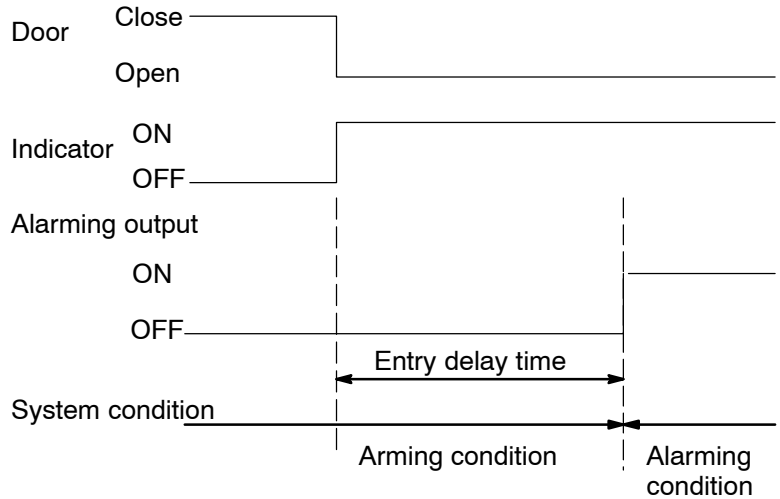 Close
Door
Open
ON
Indicator
OFF
Alarming output
ON
OFF
Entry delay time
System condition
Arming condition
Alarming
condition